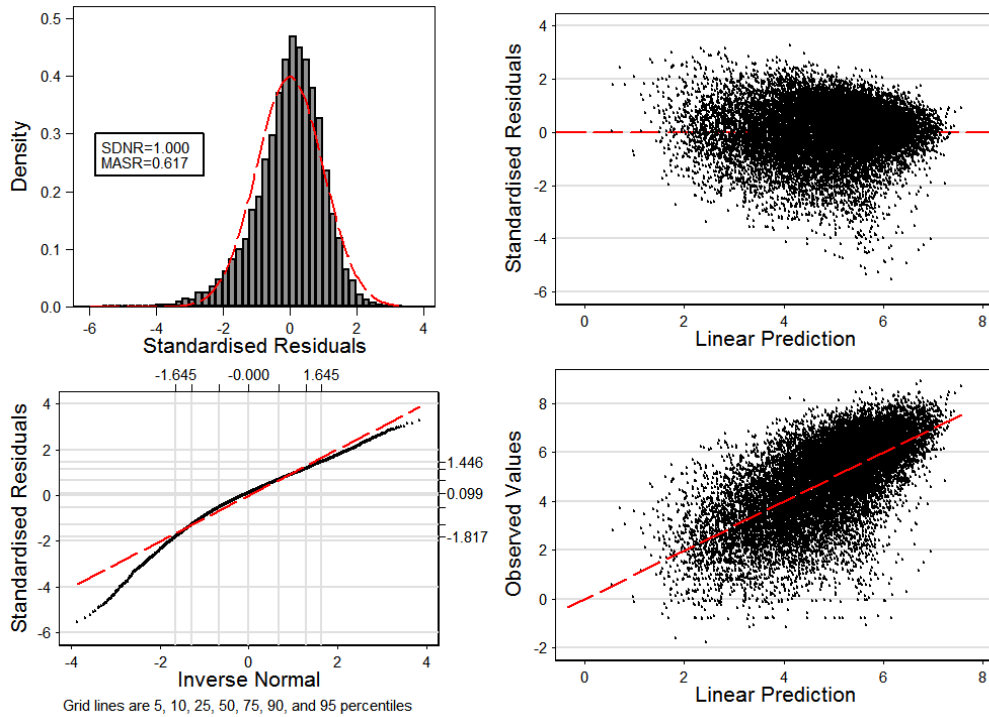 0.5
0.4
0.3
0.2
0.1
0.0
Density
SDNR=1.000
MASR=0.617
-6 -4 -2 0 2 4
Standardised Residuals
4
2
0
-2
-4
-6
Standardised Residuals
0 2 4 6 8
Linear Prediction
-1.645 -0.000 1.645
4
2
0
-2
-4
-6
Standardised Residuals
1.446
0.099
-1.817
-4 -2 0 2 4
Inverse Normal
Grid lines are 5, 10, 25, 50, 75, 90, and 95 percentiles
8
6
4
2
0
-2
Observed Values
0 2 4 6 8
Linear Prediction